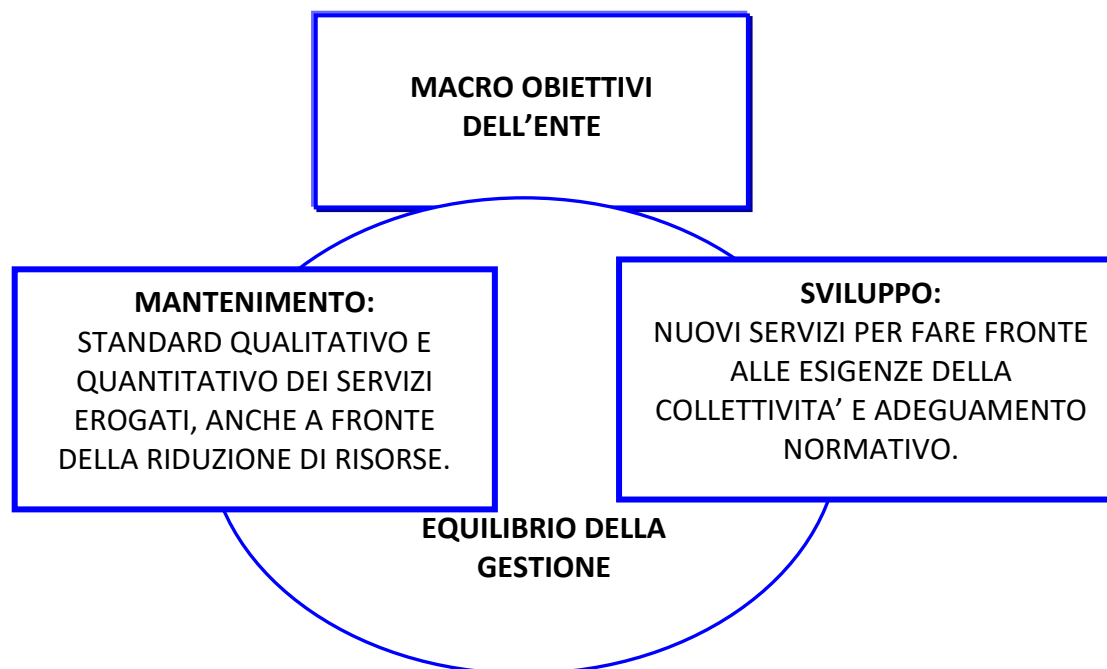 MACRO OBIETTIVI
DELL’ENTE
MANTENIMENTO:
STANDARD QUALITATIVO E
QUANTITATIVO DEI SERVIZI
EROGATI, ANCHE A FRONTE
DELLA RIDUZIONE DI RISORSE.
SVILUPPO:
NUOVI SERVIZI PER FARE FRONTE
ALLE ESIGENZE DELLA
COLLETTIVITA’ E ADEGUAMENTO
NORMATIVO.
EQUILIBRIO DELLA
GESTIONE